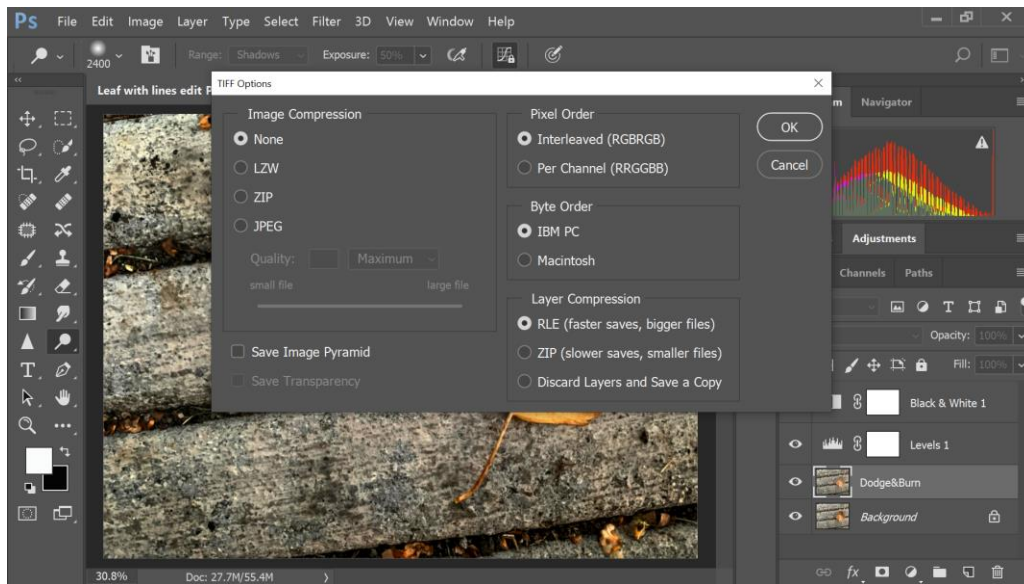 Ps File Edit Image Layer Type Select Filter 3D View Window Help
2400 Range: Shadows Exposure: 50%
Leaf with lines edit
TIFF Options
Image Compression
None
LZW
ZIP
JPEG
Quality: Maximum
small file large file
Save Image Pyramid
Save Transparency
Pixel Order
Interleaved (RGBRGB)
Per Channel (RRGGBB)
Byte Order
IBM PC
Macintosh
Layer Compression
RLE (faster saves, bigger files)
ZIP (slower saves, smaller files)
Discard Layers and Save a Copy
OK
Cancel
Navigator
Adjustments
Channels Paths
Opacity: 100%
Fill: 100%
Black & White 1
Levels 1
Dodge&Burn
Background
30.8% Doc: 27.7M/55.4M
fx